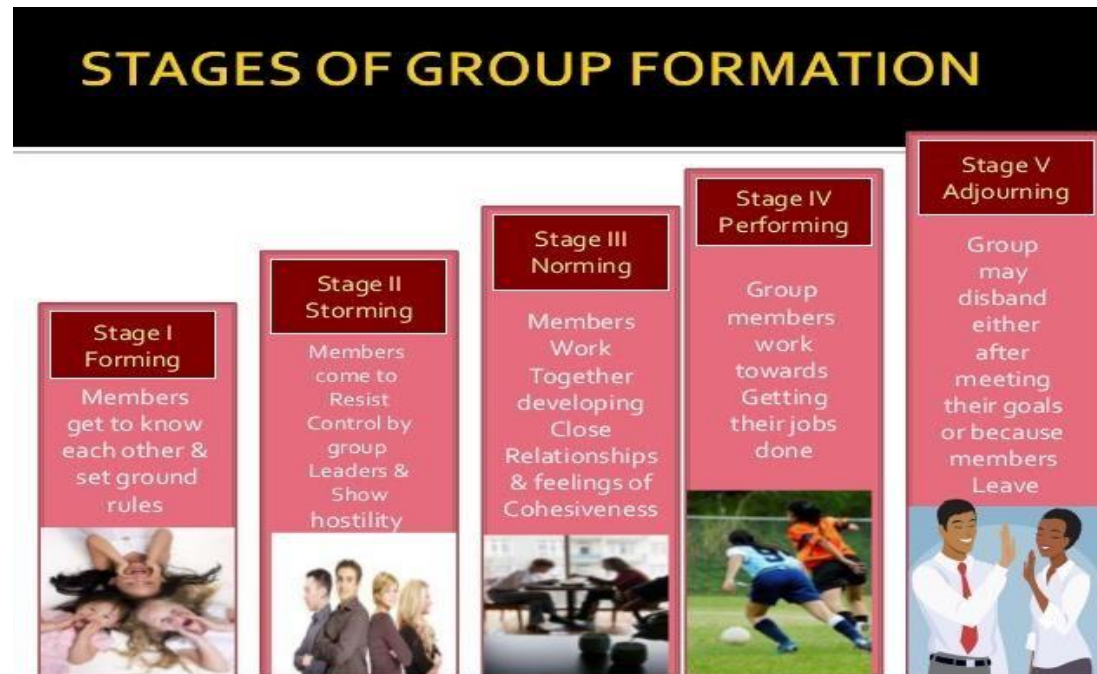 STAGES OF GROUP FORMATION
Stage I
Forming
Members
get to know
each other &
set ground
rules
Stage II
Storming
Members
come to
Resist
Control by
group
Leaders &
Show
hostility
Stage III
Norming
Members
Work
Together
developing
Close
Relationships
& feelings of
Cohesiveness
Stage IV
Performing
Group
members
work
towards
Getting
their jobs
done
Stage V
Adjourning
Group
may
disband
either
after
meeting
their goals
or because
members
Leave